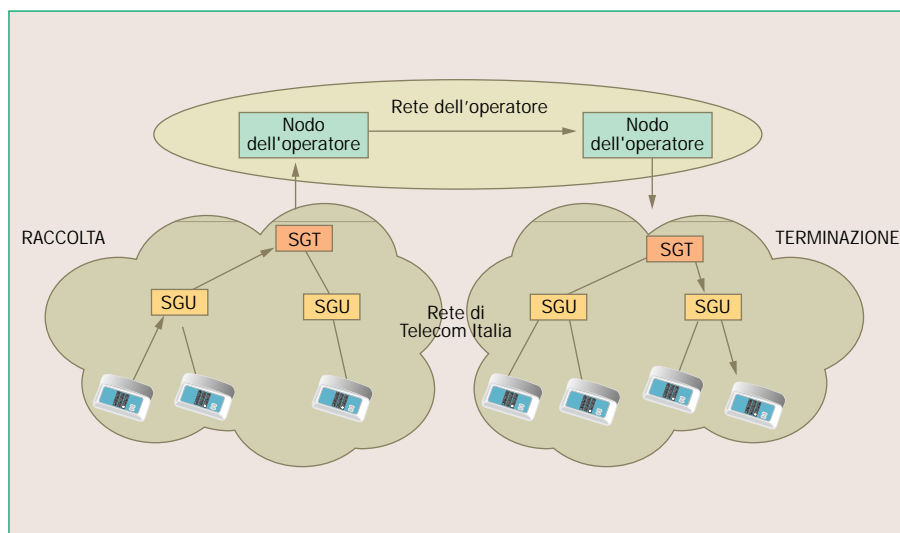 Rete dell'operatore
Nodo
dell'operatore
Nodo
dell'operatore
RACCOLTA
SGT
SGU
SGU
Rete di
Telecom Italia
TERMINAZIONE
SGT
SGU
SGU